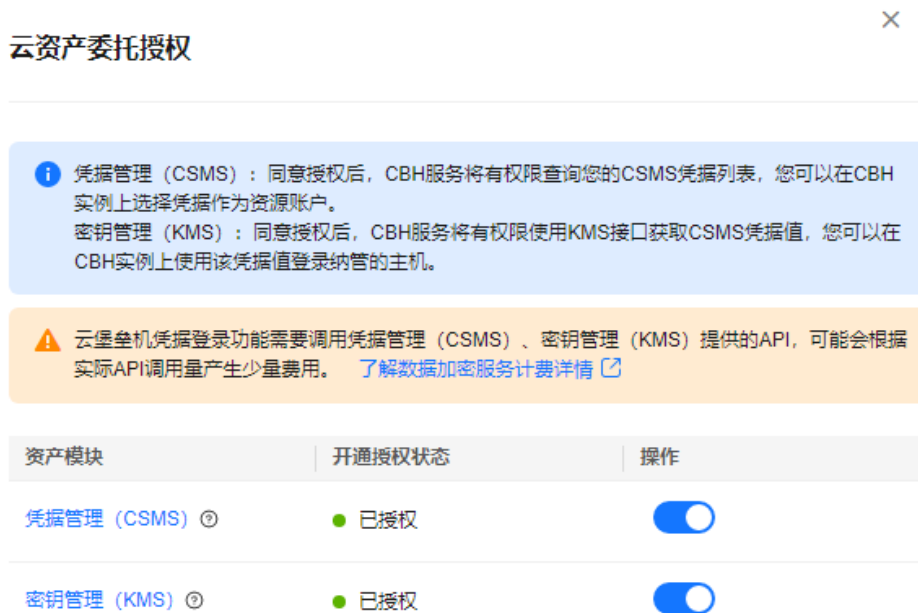 云资产委托授权
凭据管理（CSMS）：同意授权后，CBH服务将有权限查询您的CSMS凭据列表，您可以在CBH
实例上选择凭据作为资源账户。
密钥管理（KMS）：同意授权后，CBH服务将有权限使用KMS接口获取CSMS凭据值，您可以在
CBH实例上使用该凭据值登录纳管的主机。
云堡垒机凭据登录功能需要调用凭据管理（CSMS）、密钥管理（KMS）提供的API，可能会根据
实际API调用量产生少量费用。 了解数据加密服务计费详情
资产模块 开通授权状态 操作
凭据管理（CSMS） 已授权
密钥管理（KMS） 已授权